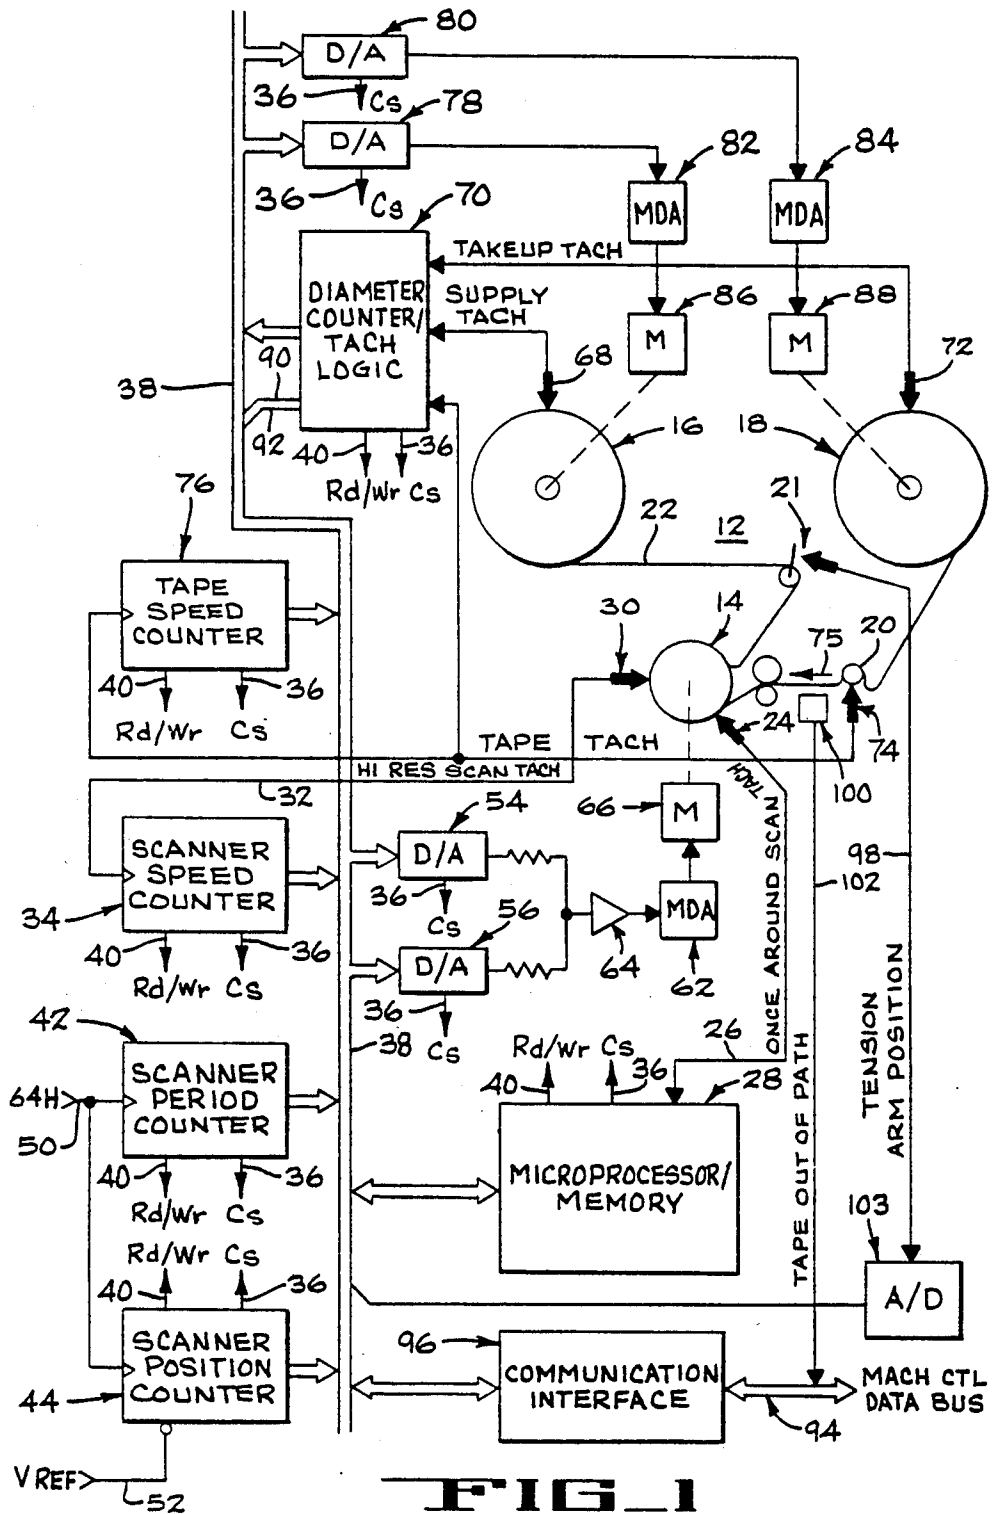 80
D/A
36
Cs
78
D/A
36
Cs
82
84
MDA
MDA
70
TAKEUP TACH
DIAMETER
COUNTER/
TACH
LOGIC
SUPPLY
TACH
86
88
M
M
68
72
38
90
92
40
36
Rd/Wr
Cs
16
18
76
TAPE
SPEED
COUNTER
40
36
Rd/Wr
Cs
22
12
21
14
30
75
20
24
74
100
TAPE TACH
HI RES SCAN TACH
32
SCANNER
SPEED
COUNTER
34
40
36
Rd/Wr
Cs
54
D/A
36
Cs
56
D/A
36
Cs
64
66
M
MDA
62
ONCE AROUND SCAN
TACH
98
102
TENSION
ARM POSITION
TAPE OUT OF PATH
42
SCANNER
PERIOD
COUNTER
64H
50
40
36
Rd/Wr
Cs
38
26
28
Rd/Wr
Cs
40
36
MICROPROCESSOR/
MEMORY
103
A/D
Rd/Wr
Cs
40
36
SCANNER
POSITION
COUNTER
44
96
COMMUNICATION
INTERFACE
94
MACH CTL
DATA BUS
V REF
52
FIG_1